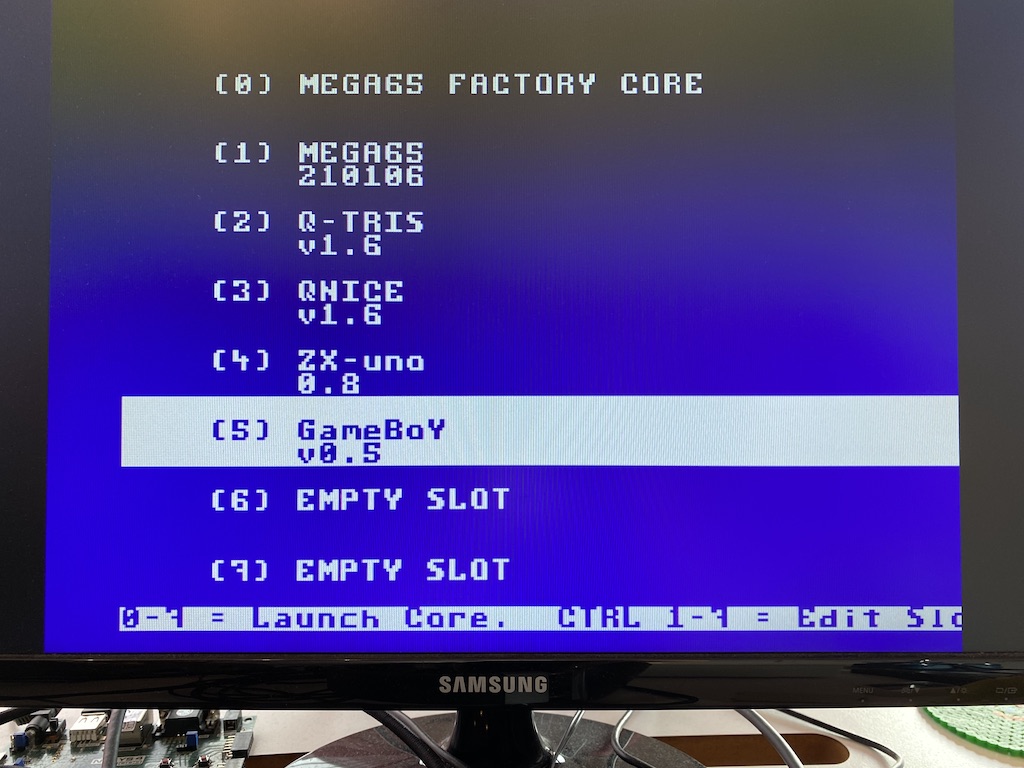 (0) MEGA65 FACTORY CORE
(1) MEGA65
210106
(2) Q-TRIS
v1.6
(3) QNICE
v1.6
(4) ZX-uno
0.8
(5) GameBoY
v0.5
(6) EMPTY SLOT
(7) EMPTY SLOT
0-7 = Launch Core. CTRL 1-7 = Edit Slo
SAMSUNG
MENU